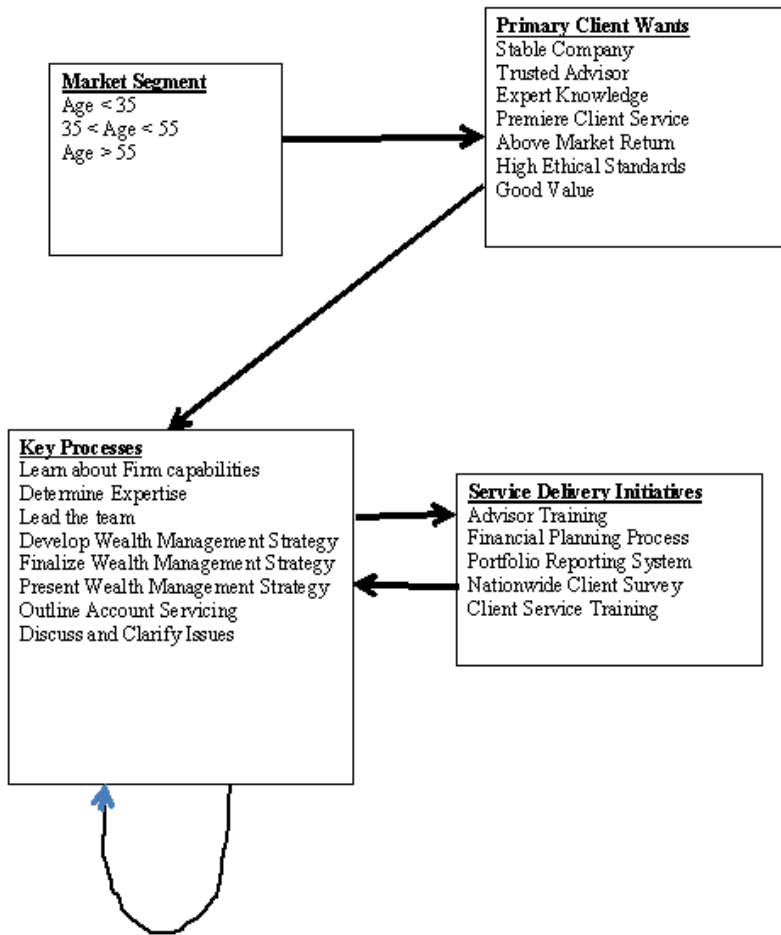 Market Segment
Age < 35
35 < Age < 55
Age > 55
Primary Client Wants
Stable Company
Trusted Advisor
Expert Knowledge
Premiere Client Service
Above Market Return
High Ethical Standards
Good Value
Key Processes
Learn about Firm capabilities
Determine Expertise
Lead the team
Develop Wealth Management Strategy
Finalize Wealth Management Strategy
Present Wealth Management Strategy
Outline Account Servicing
Discuss and Clarify Issues
Service Delivery Initiatives
Advisor Training
Financial Planning Process
Portfolio Reporting System
Nationwide Client Survey
Client Service Training